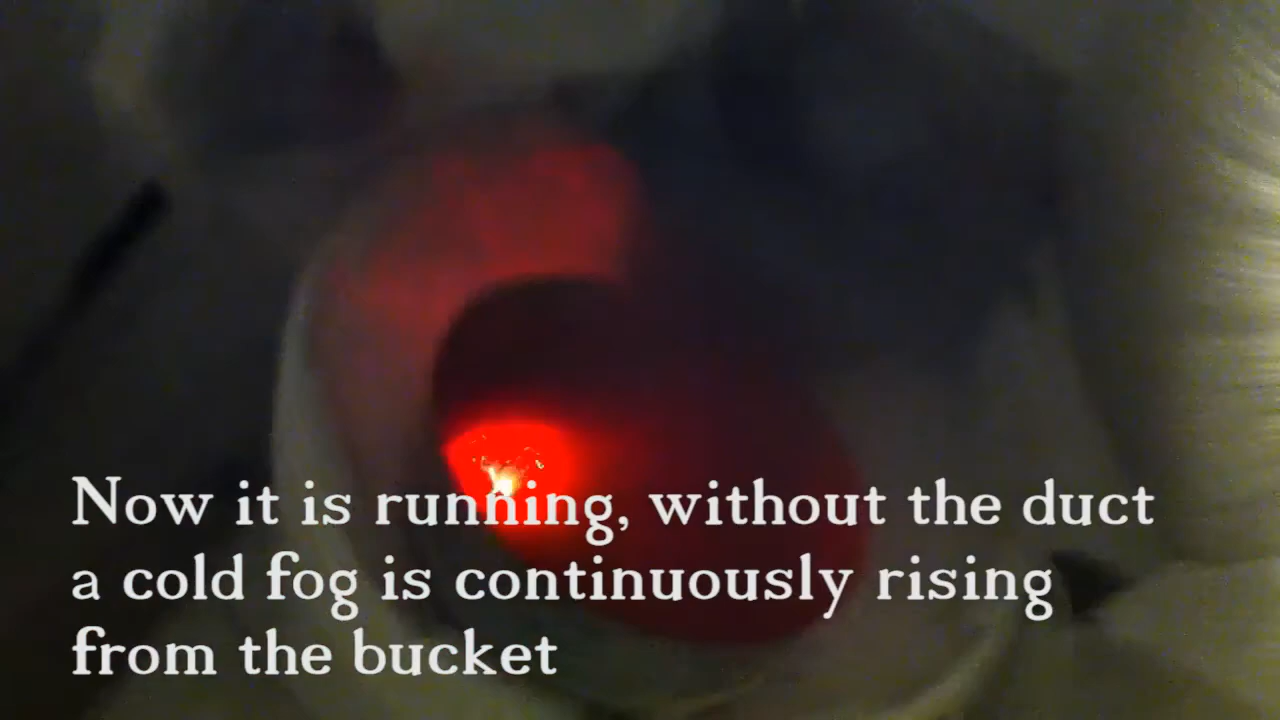 Now it is running, without the duct
a cold fog is continuously rising
from the bucket